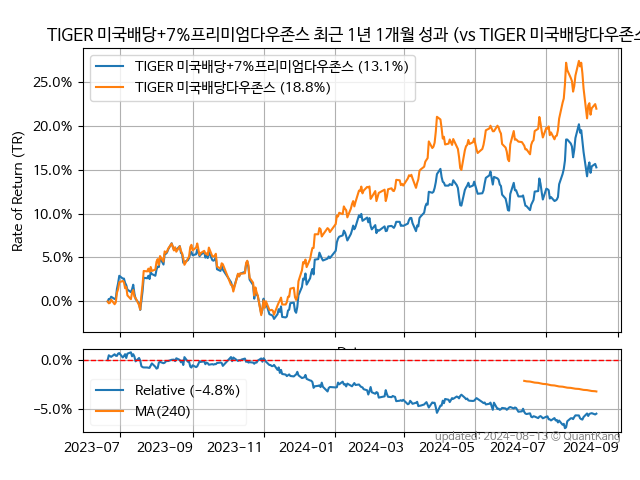 TIGER 미국배당+7%프리미엄다우존스 최근 1년 1개월 성과 (vs TIGER 미국배당다우존스
TIGER 미국배당+7%프리미엄다우존스 (13.1%)
TIGER 미국배당다우존스 (18.8%)
Rate of Return (TR)
25.0%
20.0%
15.0%
10.0%
5.0%
0.0%
0.0%
−5.0%
Relative (−4.8%)
MA(240)
updated: 2024-08-13 © QuantKang
2023-07 2023-09 2023-11 2024-01 2024-03 2024-05 2024-07 2024-09